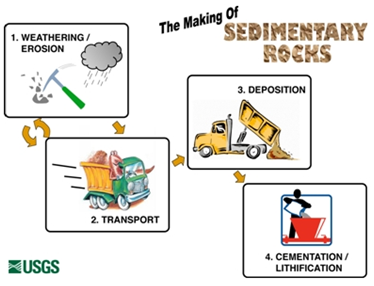 The Making Of
SEDIMENTARY
ROCKS
1. WEATHERING /
EROSION
2. TRANSPORT
3. DEPOSITION
4. CEMENTATION /
LITHIFICATION
USGS